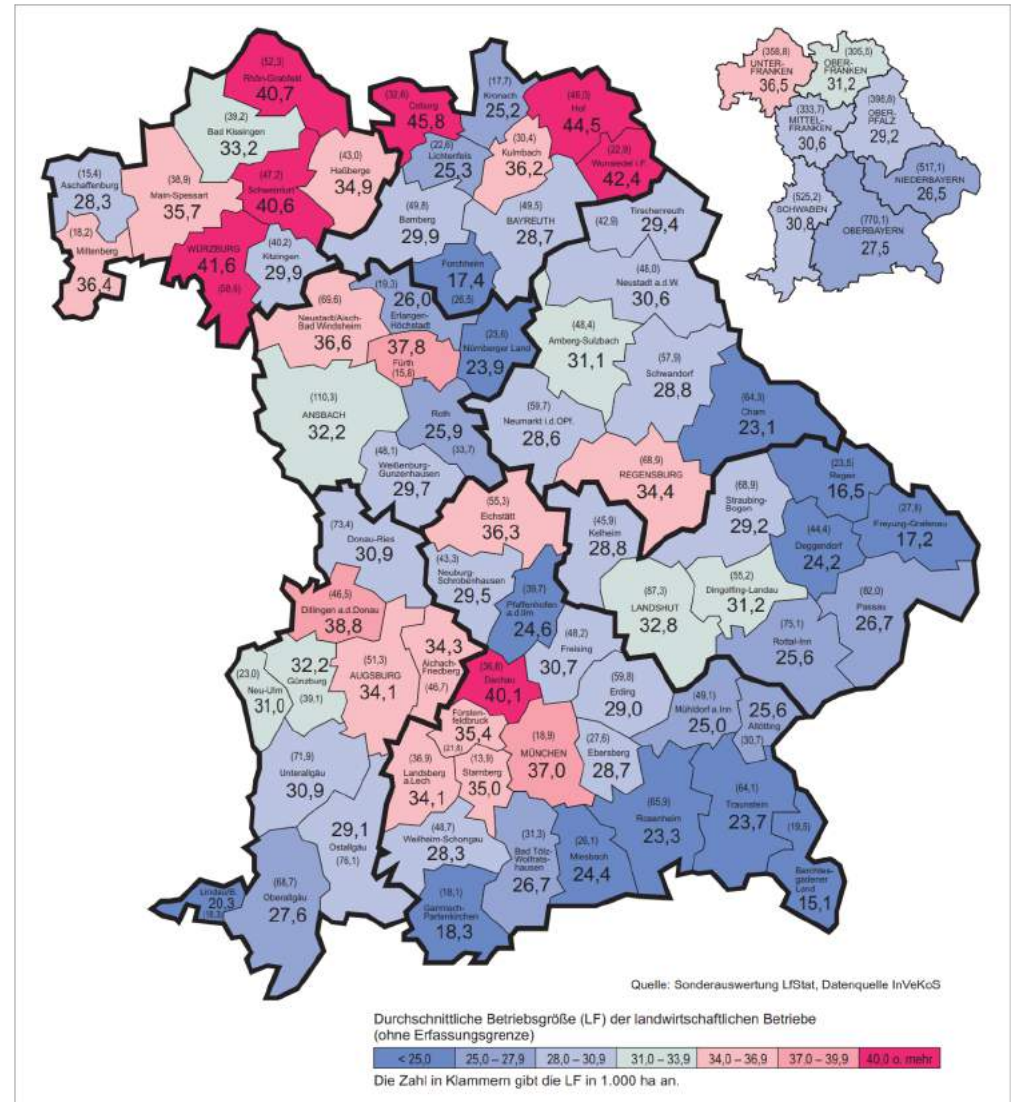 (52,3)
Rhön-Grabfeld
40,7
(39,2)
Bad Kissingen
33,2
(43,0)
Haßberge
34,9
(15,4)
Aschaffenburg
28,3
(38,9)
Main-Spessart
35,7
(47,2)
Schweinfurt
40,6
(18,2)
Miltenberg
36,4
WÜRZBURG
41,6
(40,2)
Kitzingen
29,9
(32,6)
Coburg
45,8
(17,7)
Kronach
25,2
(48,0)
Hof
44,5
(22,6)
Lichtenfels
25,3
(30,4)
Kulmbach
36,2
(22,9)
Wunsiedel i.F.
42,4
(49,8)
Bamberg
29,9
(49,5)
BAYREUTH
28,7
Forchheim
17,4
(26,5)
Tirschenreuth
(42,9)
29,4
(48,0)
Neustadt a.d.W.
30,6
(48,4)
Amberg-Sulzbach
31,1
(57,9)
Schwandorf
28,8
(64,3)
Cham
23,1
(59,7)
Neumarkt i.d.OPf.
28,6
(68,9)
REGENSBURG
34,4
(69,6)
Neustadt/Aisch-
Bad Windsheim
36,6
(19,3)
26,0
Erlangen-
Höchstadt
37,8
Fürth
(15,8)
(23,6)
Nürnberger Land
23,9
(110,3)
ANSBACH
32,2
Roth
25,9
(33,7)
(48,1)
Weißenburg-
Gunzenhausen
29,7
(23,5)
Regen
16,5
(27,8)
Freyung-Grafenau
17,2
(68,9)
Straubing-
Bogen
29,2
(44,4)
Deggendorf
24,2
(45,9)
Kelheim
28,8
(87,3)
LANDSHUT
32,8
(55,2)
Dingolfing-Landau
31,2
(82,0)
Passau
26,7
(75,1)
Rottal-Inn
25,6
(55,3)
Eichstätt
36,3
(43,3)
Neuburg-
Schrobenhausen
29,5
(39,7)
Pfaffenhofen
a.d.Ilm
24,6
(48,2)
Freising
30,7
(36,8)
Dachau
40,1
(59,8)
Erding
29,0
(49,1)
Mühldorf a.Inn
25,0
25,6
Altötting
(30,7)
Fürsten-
feldbruck
35,4
(21,8)
(18,9)
MÜNCHEN
37,0
(27,6)
Ebersberg
28,7
(36,9)
Landsberg
a.Lech
34,1
(13,9)
Starnberg
35,0
(65,9)
Rosenheim
23,3
(64,1)
Traunstein
23,7
(19,5)
Berchtes-
gadener
Land
15,1
(48,7)
Weilheim-Schongau
28,3
(31,3)
Bad Tölz-
Wolfrats-
hausen
26,7
(26,1)
Miesbach
24,4
(18,1)
Garmisch-
Partenkirchen
18,3
(73,4)
Donau-Ries
30,9
(46,5)
Dillingen a.d.Donau
38,8
(51,3)
AUGSBURG
34,1
34,3
Aichach-
Friedberg
(46,7)
32,2
Günzburg
(39,1)
(23,0)
Neu-Ulm
31,0
(71,9)
Unterallgäu
30,9
29,1
Ostallgäu
(76,1)
(68,7)
Oberallgäu
27,6
Lindau/B.
20,3
(358,8)
UNTER-
FRANKEN
36,5
(305,5)
OBER-
FRANKEN
31,2
(333,7)
MITTEL-
FRANKEN
30,6
(398,8)
OBER-
PFALZ
29,2
(517,1)
NIEDERBAYERN
26,5
(525,2)
SCHWABEN
30,8
(770,1)
OBERBAYERN
27,5
Quelle: Sonderauswertung LfStat, Datenquelle InVeKoS
Durchschnittliche Betriebsgröße (LF) der landwirtschaftlichen Betriebe
(ohne Erfassungsgrenze)
< 25,0 25,0 – 27,9 28,0 – 30,9 31,0 – 33,9 34,0 – 36,9 37,0 – 39,9 40,0 o. mehr
Die Zahl in Klammern gibt die LF in 1.000 ha an.